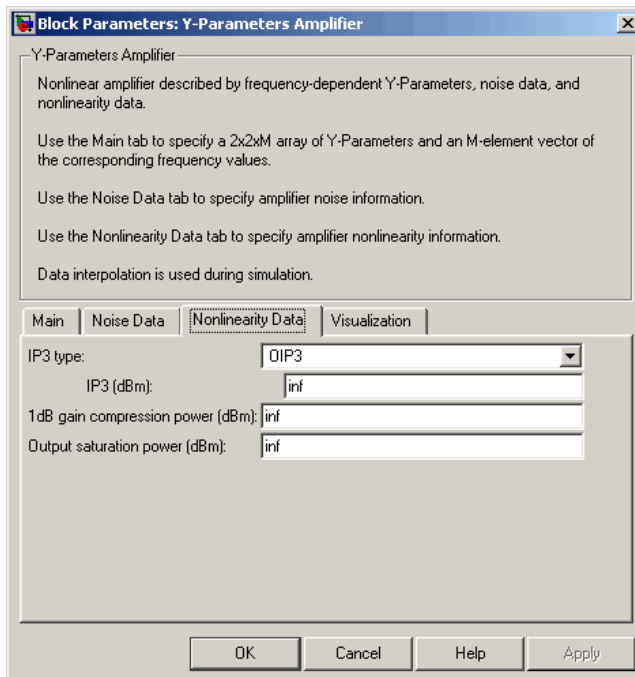 Block Parameters: Y-Parameters Amplifier
Y-Parameters Amplifier
Nonlinear amplifier described by frequency-dependent Y-Parameters, noise data, and
nonlinearity data.
Use the Main tab to specify a 2x2xM array of Y-Parameters and an M-element vector of
the corresponding frequency values.
Use the Noise Data tab to specify amplifier noise information.
Use the Nonlinearity Data tab to specify amplifier nonlinearity information.
Data interpolation is used during simulation.
Main Noise Data Nonlinearity Data Visualization
IP3 type: OIP3
IP3 (dBm): inf
1dB gain compression power (dBm): inf
Output saturation power (dBm): inf
OK Cancel Help Apply